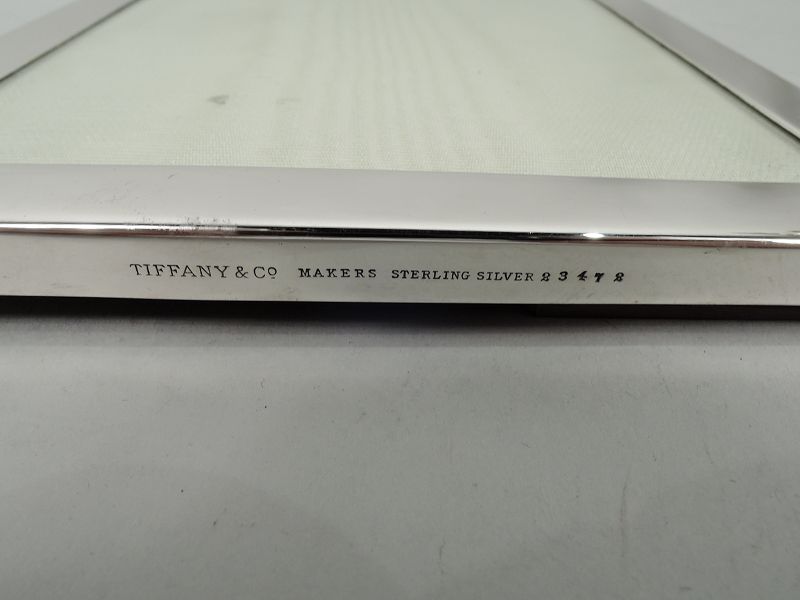 TIFFANY & Co MAKERS STERLING SILVER 23472